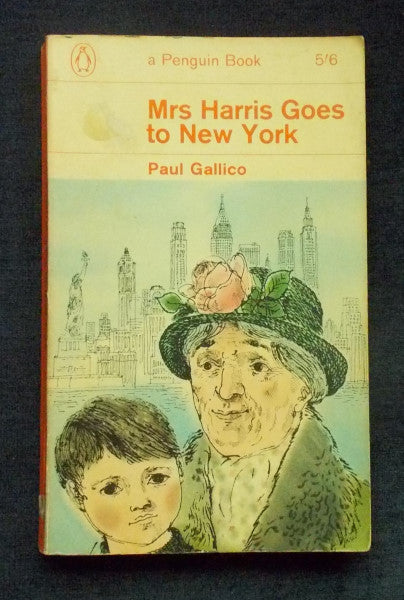 a Penguin Book 5'6
Mrs Harris Goes
to New York
Paul Gallico